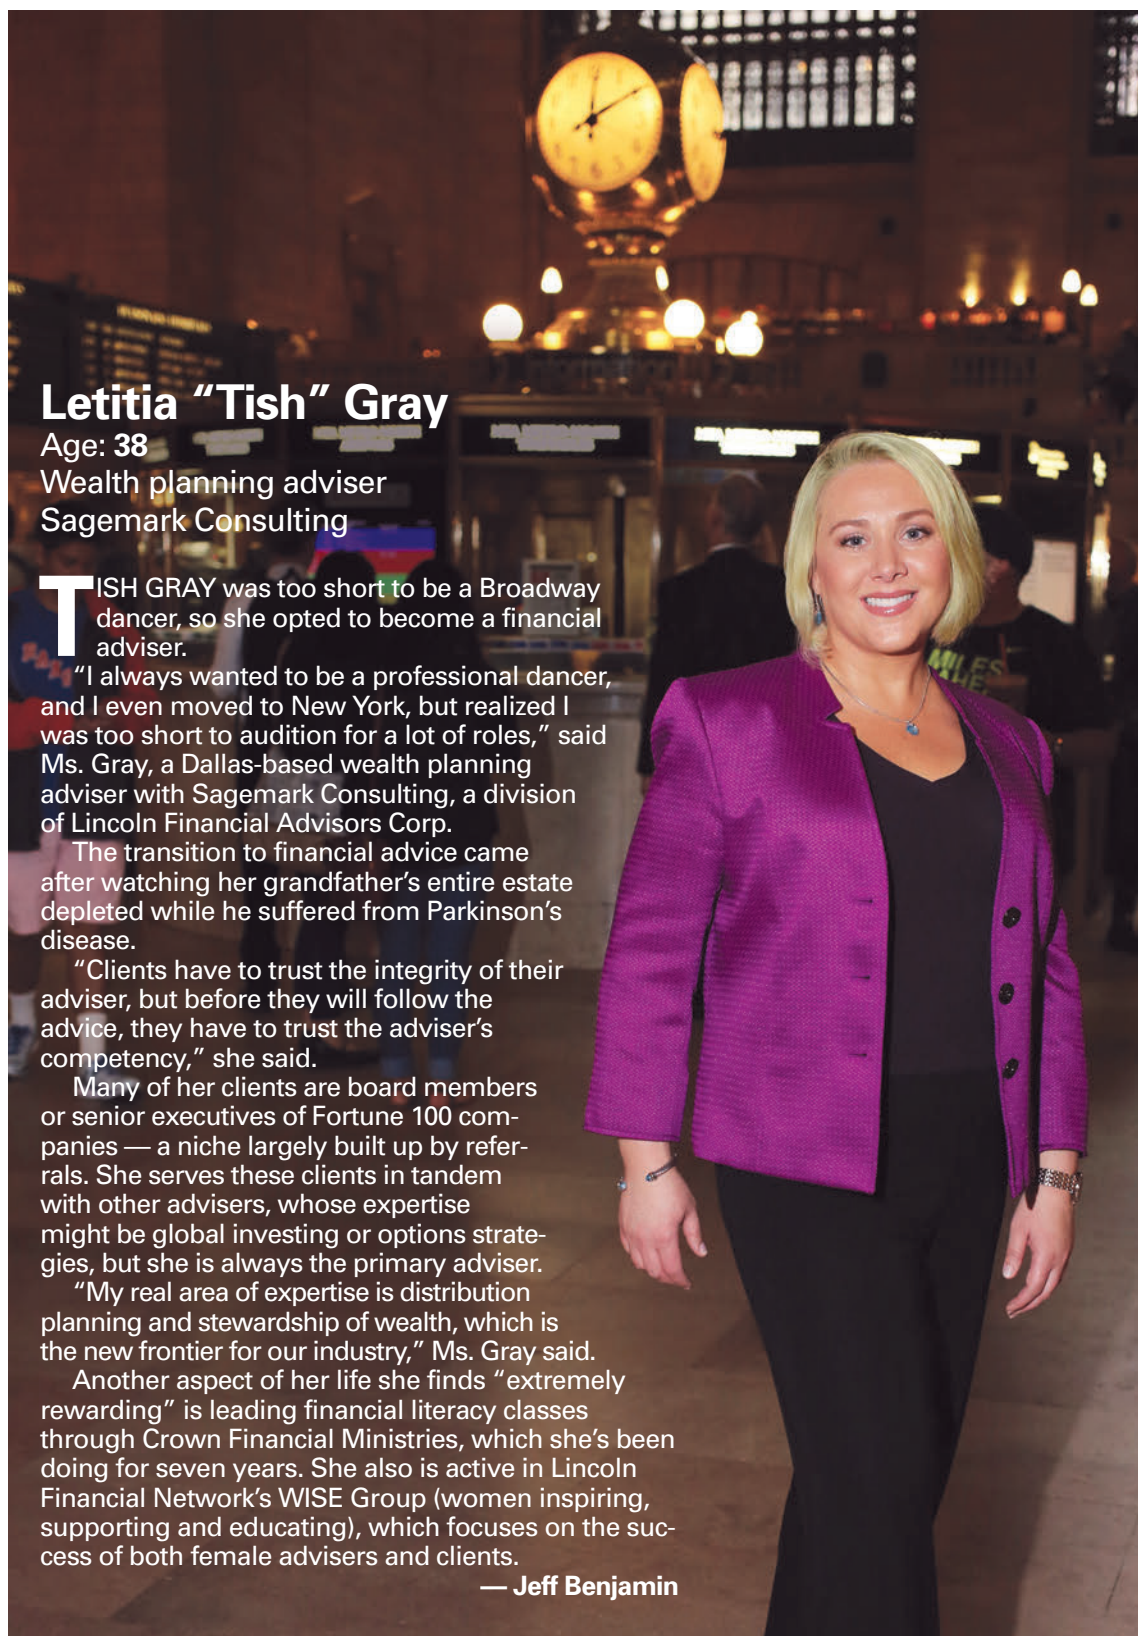 Letitia “Tish” Gray
Age: 38
Wealth planning adviser
Sagemark Consulting
TISH GRAY was too short to be a Broadway
dancer, so she opted to become a financial
adviser.
“I always wanted to be a professional dancer,
and I even moved to New York, but realized I
was too short to audition for a lot of roles,” said
Ms. Gray, a Dallas-based wealth planning
adviser with Sagemark Consulting, a division
of Lincoln Financial Advisors Corp.
The transition to financial advice came
after watching her grandfather’s entire estate
depleted while he suffered from Parkinson’s
disease.
“Clients have to trust the integrity of their
adviser, but before they will follow the
advice, they have to trust the adviser’s
competency,” she said.
Many of her clients are board members
or senior executives of Fortune 100 com-
panies — a niche largely built up by refer-
rals. She serves these clients in tandem
with other advisers, whose expertise
might be global investing or options strate-
gies, but she is always the primary adviser.
“My real area of expertise is distribution
planning and stewardship of wealth, which is
the new frontier for our industry,” Ms. Gray said.
Another aspect of her life she finds “extremely
rewarding” is leading financial literacy classes
through Crown Financial Ministries, which she’s been
doing for seven years. She also is active in Lincoln
Financial Network’s WISE Group (women inspiring,
supporting and educating), which focuses on the suc-
cess of both female advisers and clients.
— Jeff Benjamin
MILES